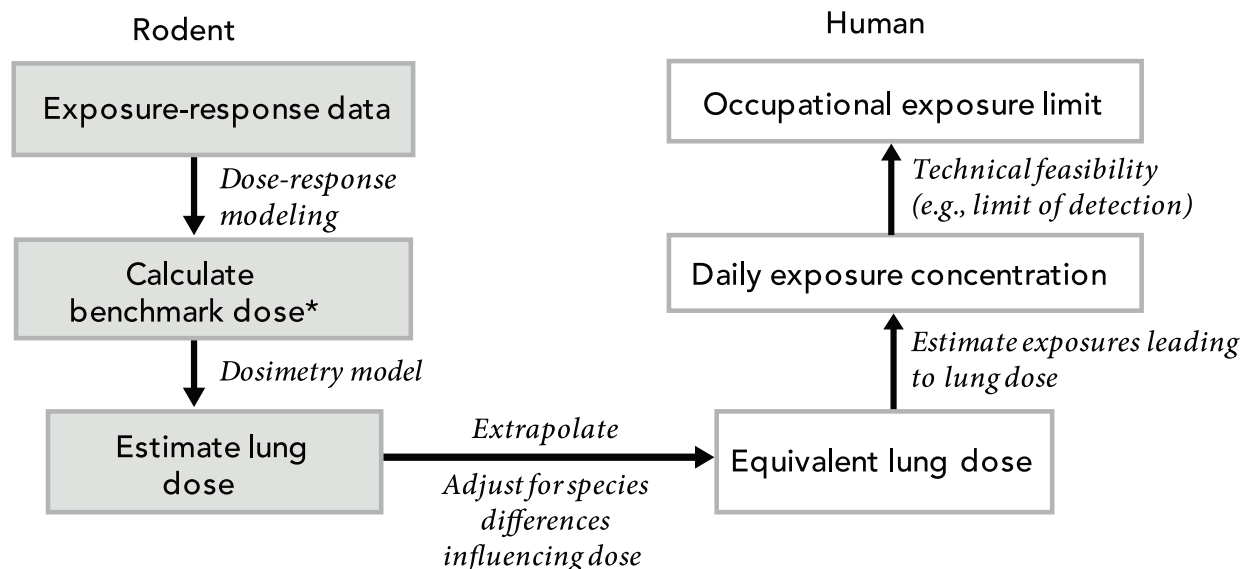 Rodent
Exposure-response data
Dose-response
modeling
Calculate
benchmark dose*
Dosimetry model
Estimate lung
dose
Extrapolate
Adjust for species
differences
influencing dose
Human
Occupational exposure limit
Technical feasibility
(e.g., limit of detection)
Daily exposure concentration
Estimate exposures leading
to lung dose
Equivalent lung dose